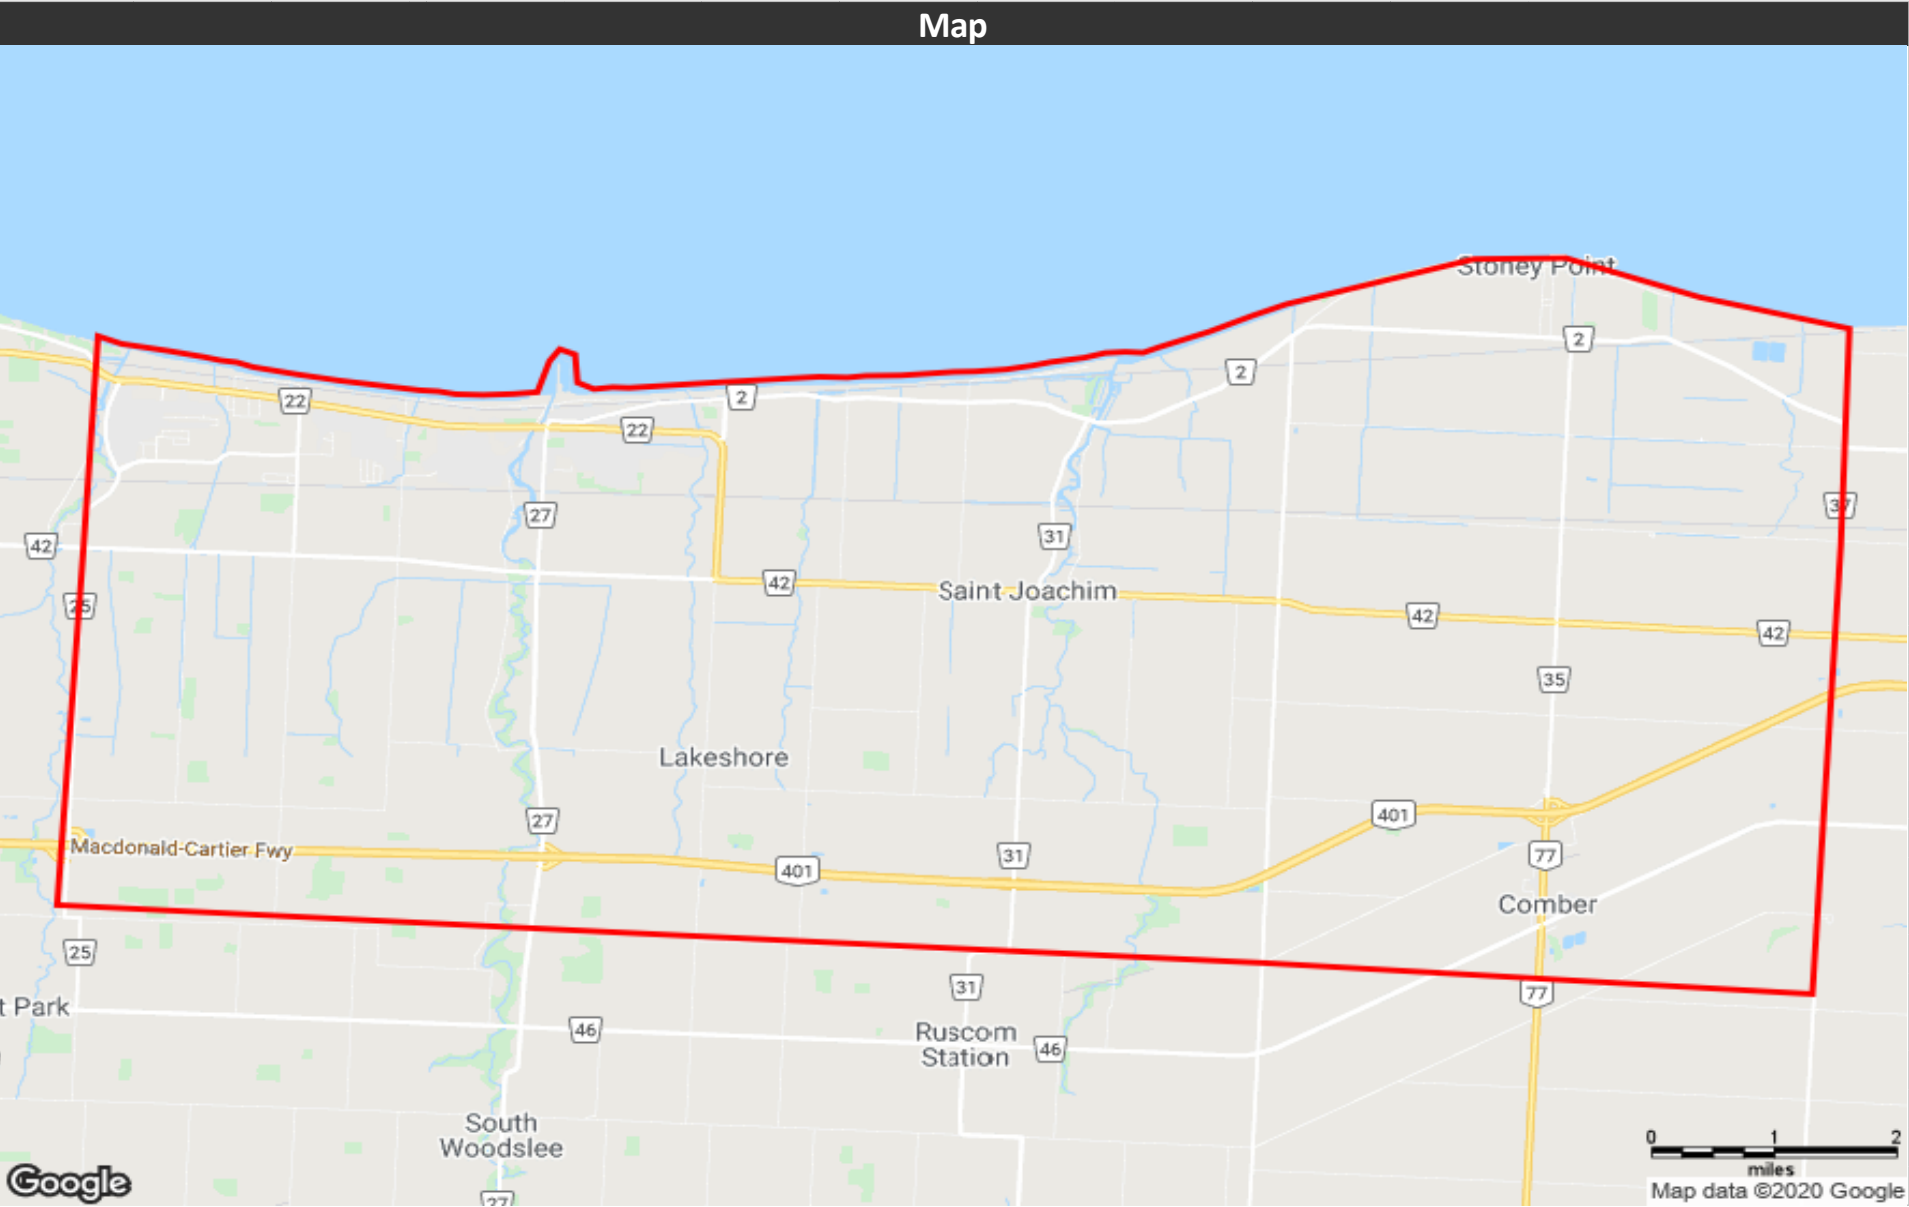 Map
Stoney Point
2
2
22
2
22
37
27
31
42
42
25
Saint Joachim
42
42
35
Lakeshore
401
27
Macdonald-Cartier Fwy
31
77
401
Comber
25
31
77
t Park
46
Ruscom
Station
46
South
Woodslee
0 1 2
miles
Google
27
Map data ©2020 Google